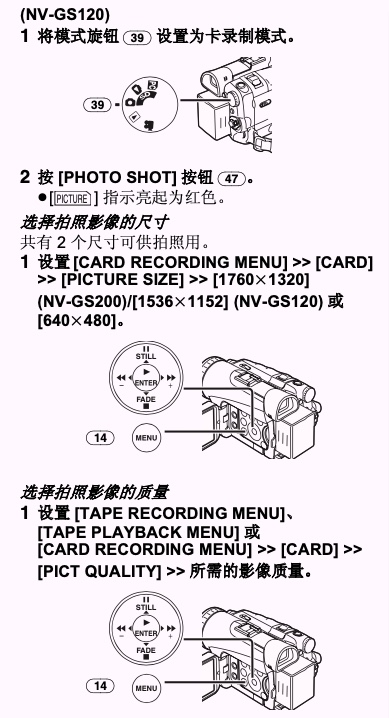 (NV-GS120)
1 将模式旋钮 39 设置为卡录制模式。
39
2 按 [PHOTO SHOT] 按钮 47 。
●[PICTURE] 指示亮起为红色。
选择拍照影像的尺寸
共有 2 个尺寸可供拍照用。
1 设置 [CARD RECORDING MENU] >> [CARD]
>> [PICTURE SIZE] >> [1760×1320]
(NV-GS200)/[1536×1152] (NV-GS120) 或
[640×480]。
STILL
ENTER
− +
FADE
14 MENU
选择拍照影像的质量
1 设置 [TAPE RECORDING MENU]、
[TAPE PLAYBACK MENU] 或
[CARD RECORDING MENU] >> [CARD] >>
[PICT QUALITY] >> 所需的影像质量。
STILL
ENTER
− +
FADE
14 MENU